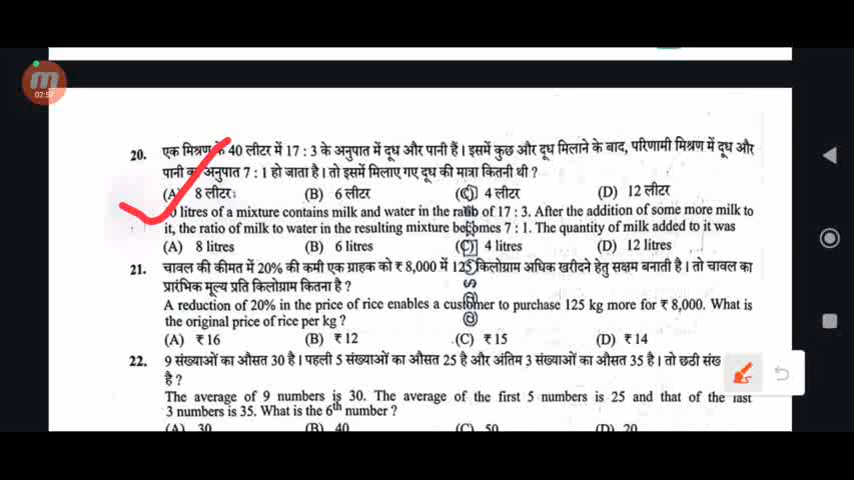 02:57
20. एक मिश्रण के 40 लीटर में 17 : 3 के अनुपात में दूध और पानी हैं। इसमें कुछ और दूध मिलाने के बाद, परिणामी मिश्रण में दूध और
पानी का अनुपात 7 : 1 हो जाता है। तो इसमें मिलाए गए दूध की मात्रा कितनी थी ?
(A) 8 लीटर (B) 6 लीटर (C) 4 लीटर (D) 12 लीटर
0 litres of a mixture contains milk and water in the ratio of 17 : 3. After the addition of some more milk to
it, the ratio of milk to water in the resulting mixture becomes 7 : 1. The quantity of milk added to it was
(A) 8 litres (B) 6 litres (C) 4 litres (D) 12 litres
21. चावल की कीमत में 20% की कमी एक ग्राहक को ₹ 8,000 में 125 किलोग्राम अधिक खरीदने हेतु सक्षम बनाती है। तो चावल का
प्रारंभिक मूल्य प्रति किलोग्राम कितना है ?
A reduction of 20% in the price of rice enables a customer to purchase 125 kg more for ₹ 8,000. What is
the original price of rice per kg ?
(A) ₹ 16 (B) ₹ 12 (C) ₹ 15 (D) ₹ 14
22. 9 संख्याओं का औसत 30 है। पहली 5 संख्याओं का औसत 25 है और अंतिम 3 संख्याओं का औसत 35 है। तो छठी संख
है ?
The average of 9 numbers is 30. The average of the first 5 numbers is 25 and that of the last
3 numbers is 35. What is the 6th number ?
(A) 30 (B) 40 (C) 50 (D) 20